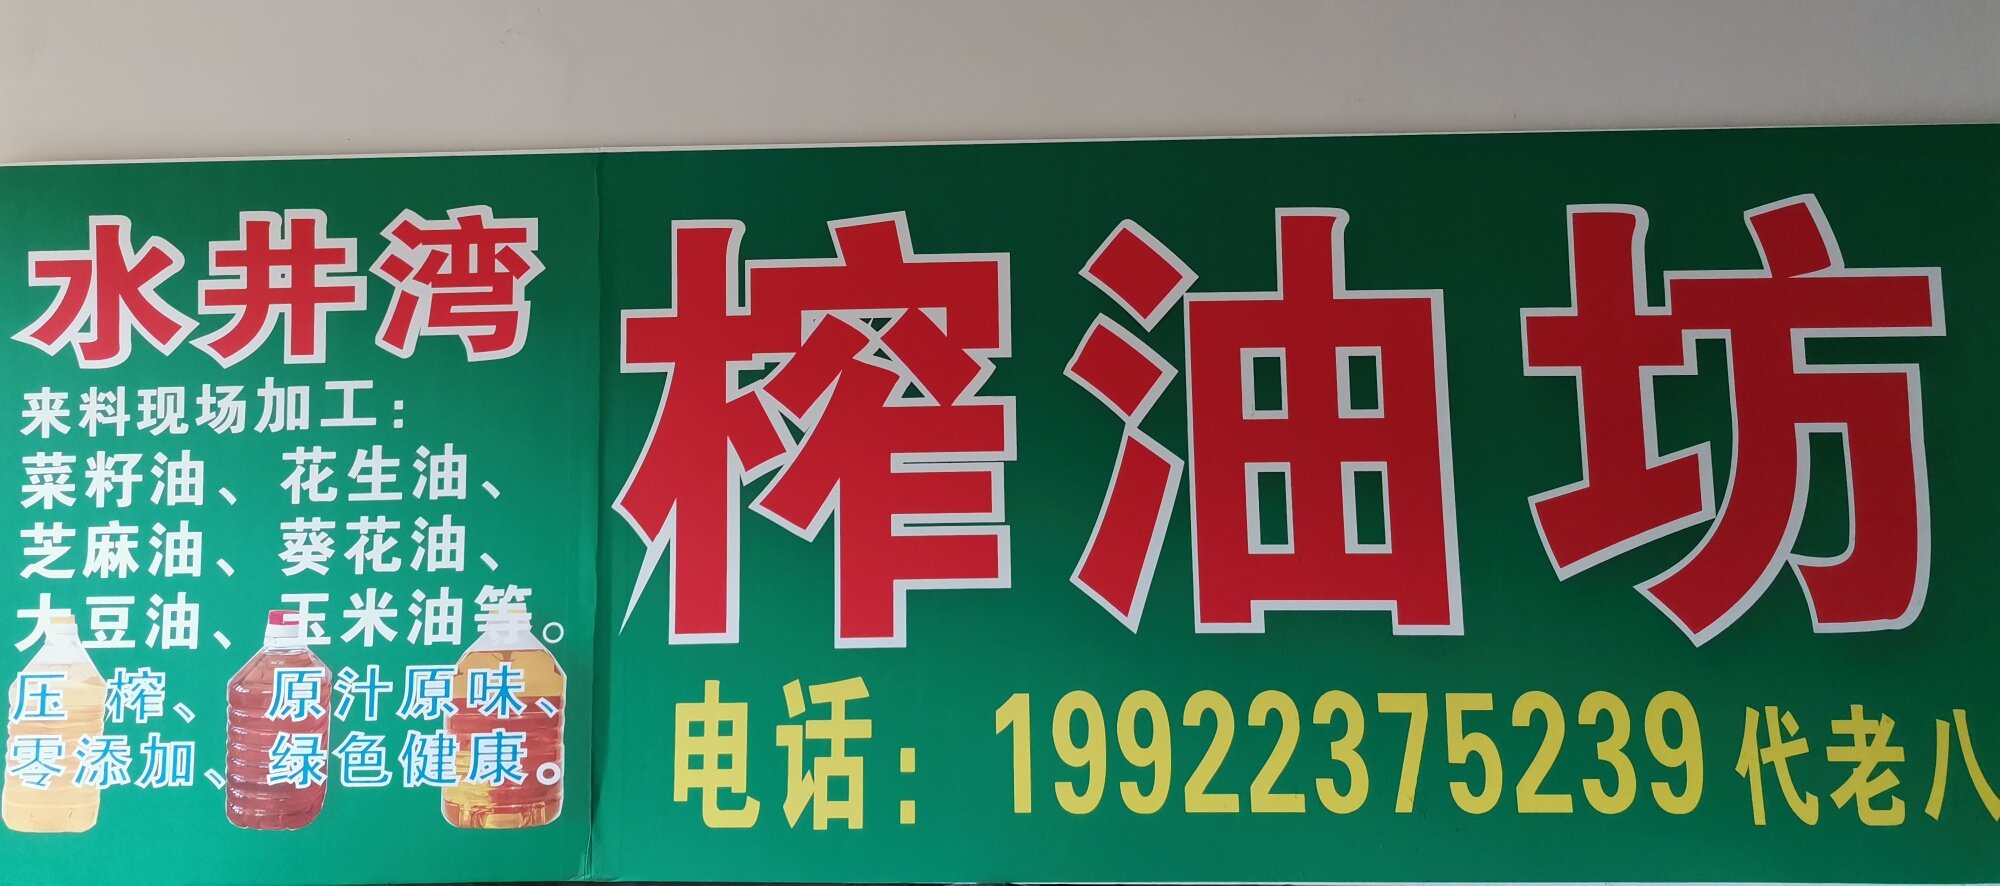 水井湾
来料现场加工：
菜籽油、花生油、
芝麻油、葵花油、
大豆油、玉米油等。
压榨、原汁原味、
零添加、绿色健康。
榨油坊
电话：19922375239 代老八